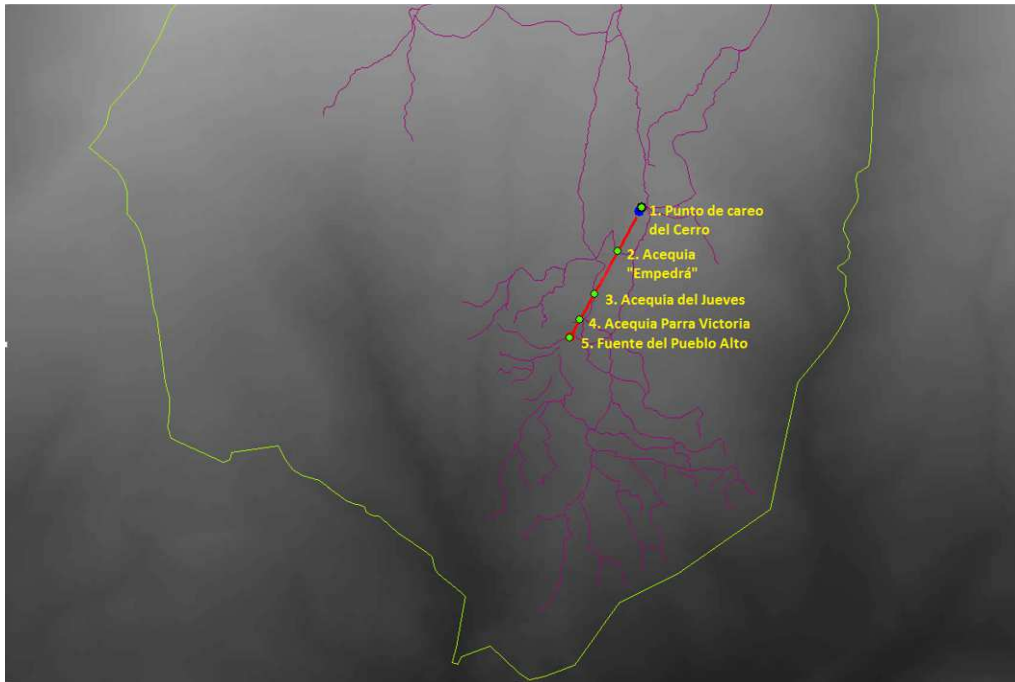 1. Punto de careo
del Cerro
2. Acequia
"Empedrá"
3. Acequia del Jueves
4. Acequia Parra Victoria
5. Fuente del Pueblo Alto